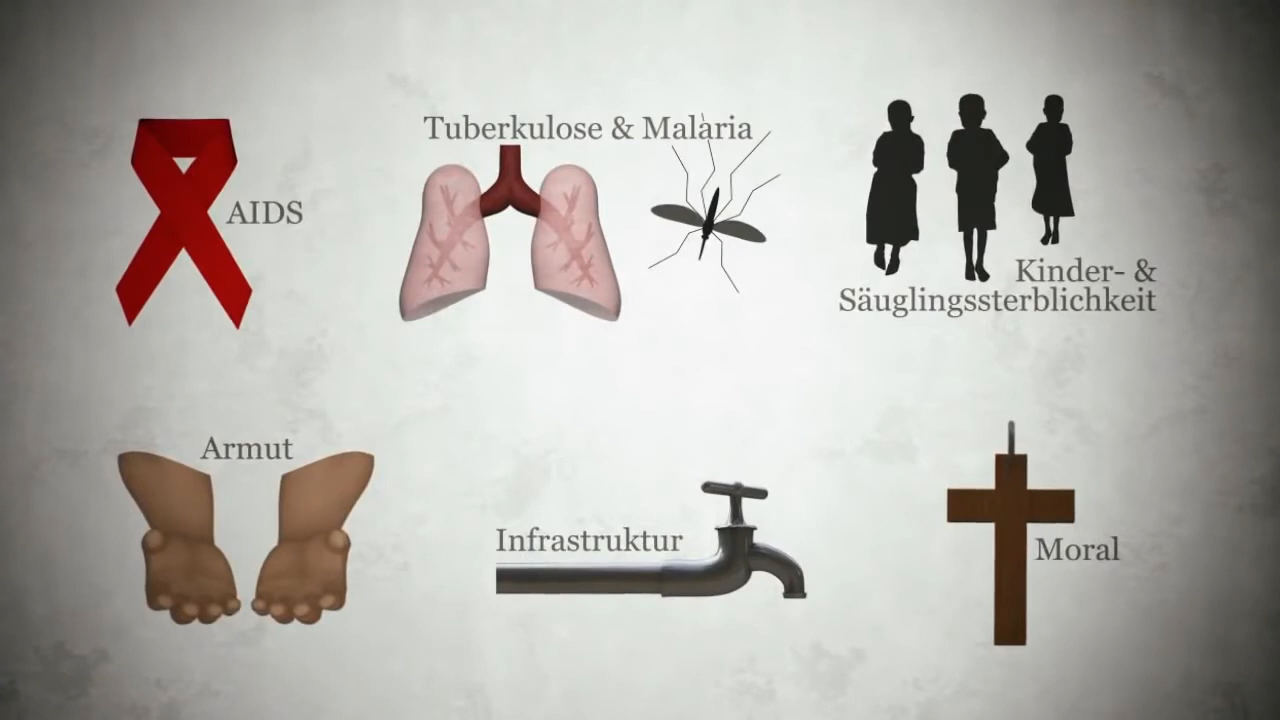 Tuberkulose & Malaria
AIDS
Kinder- &
Säuglingssterblichkeit
Armut
Infrastruktur
Moral